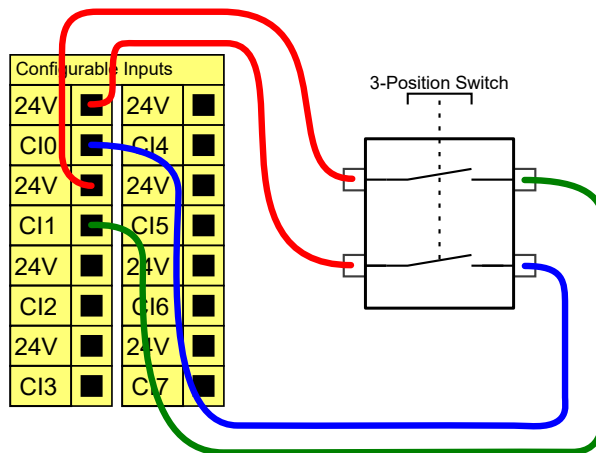 Configurable Inputs
24V 24V
CI0 CI4
24V 24V
CI1 CI5
24V 24V
CI2 CI6
24V 24V
CI3 CI7
3-Position Switch